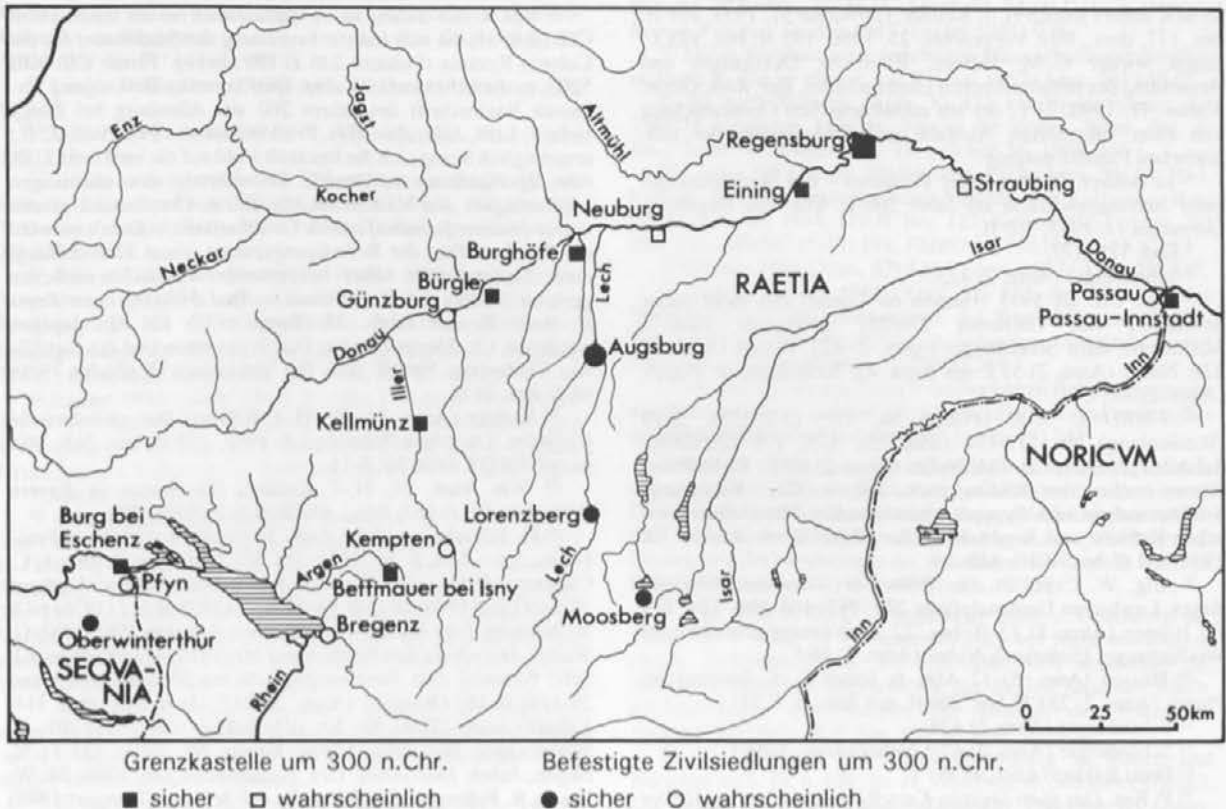 Enz
Jagst
Altmühl
Kocher
Regensburg
Eining
Straubing
Neuburg
Neckar
Burghöfe
Lech
Isar
Donau
Bürgle
RAETIA
Passau
Günzburg
Passau-Innstadt
Donau
Augsburg
Iller
Inn
Kellmünz
NORICVM
Burg bei
Eschenz
Lorenzberg
Kempten
Argen
Lech
Pfyn
Bettmauer bei Isny
Isar
Moosberg
Oberwinterthur
Bregenz
Inn
SEQVA
NIA
Rhein
0 25 50km
Grenzkastelle um 300 n.Chr. Befestigte Zivilsiedlungen um 300 n.Chr.
sicher wahrscheinlich sicher wahrscheinlich